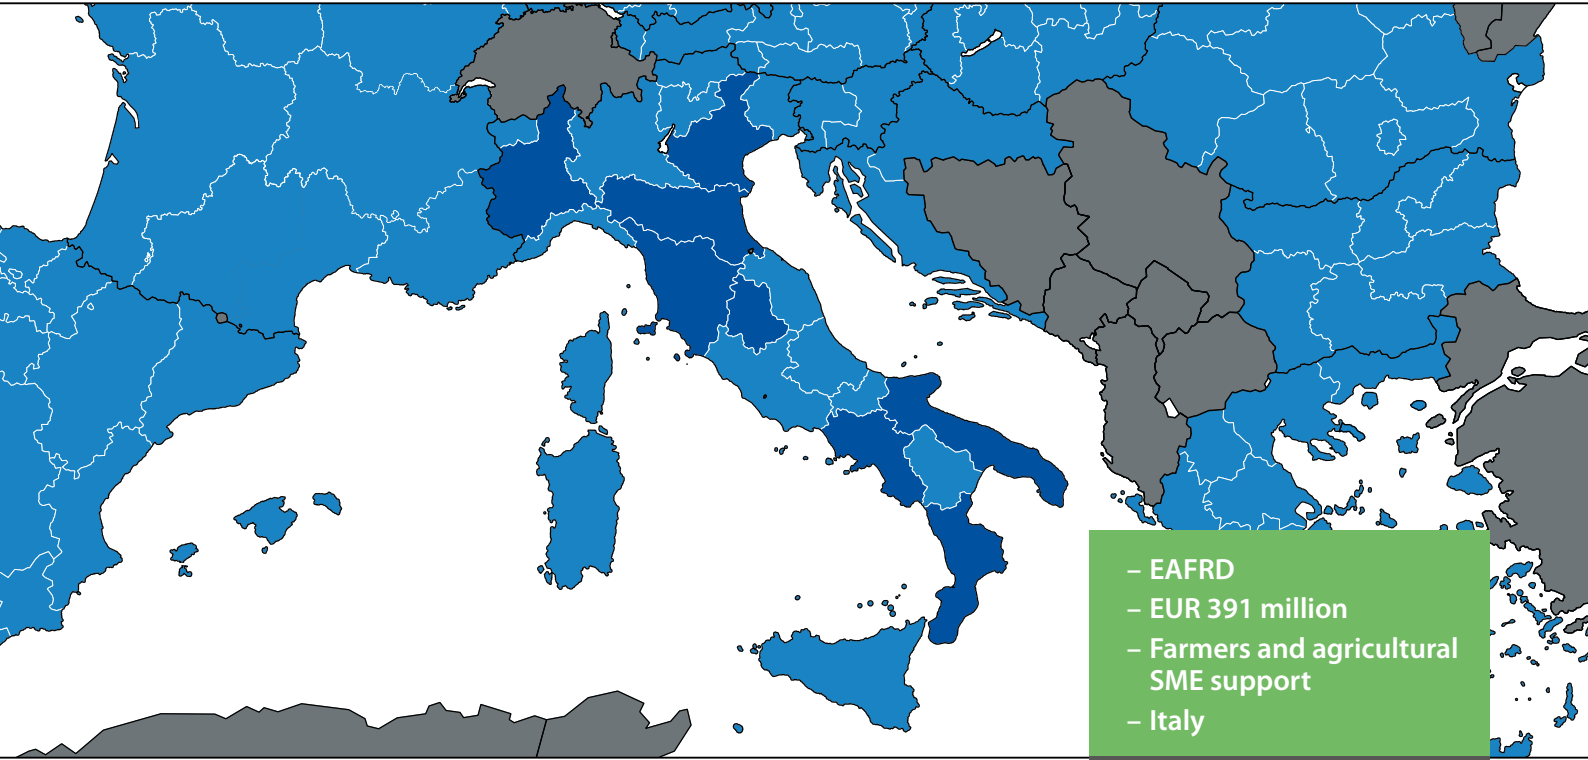 – EAFRD
– EUR 391 million
– Farmers and agricultural
SME support
– Italy